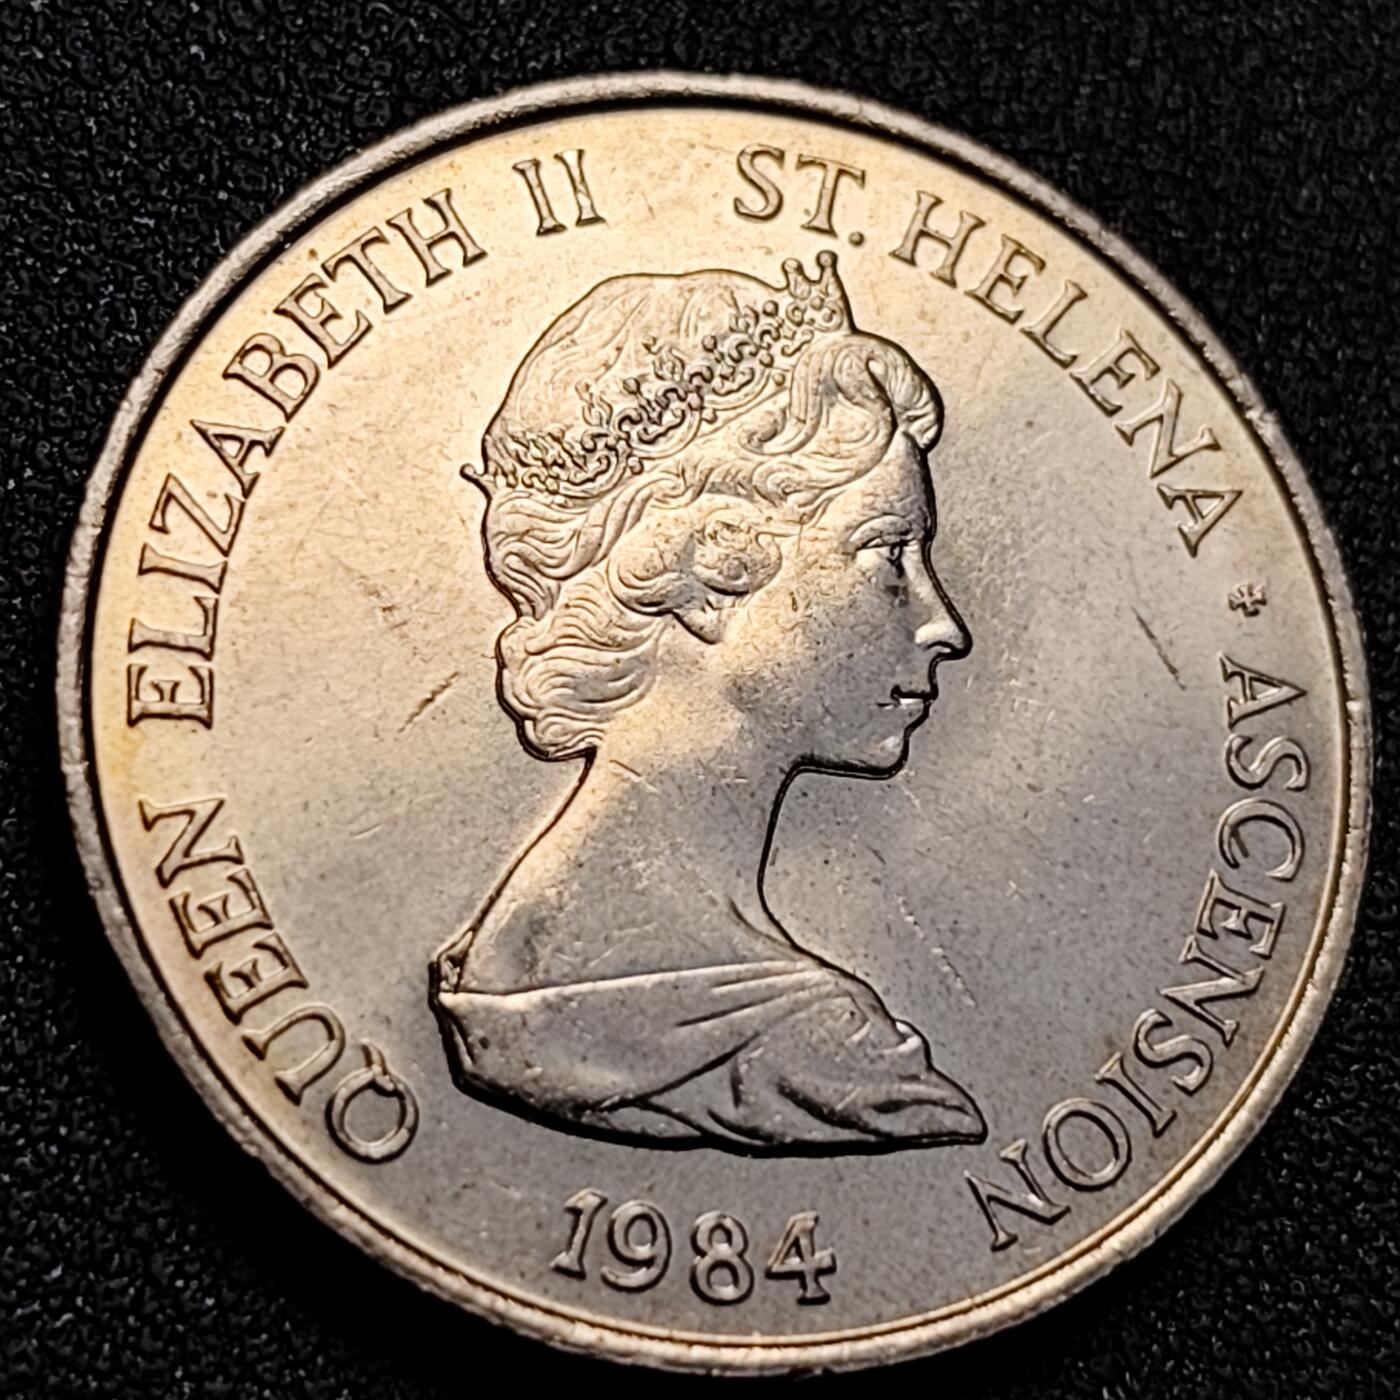 QUEEN ELIZABETH II ST. HELENA * ASCENSION
1984